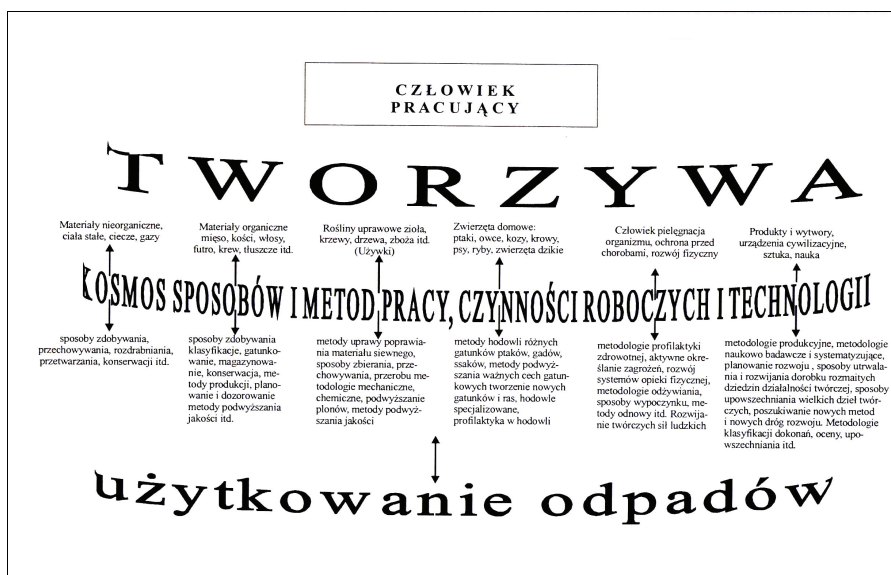 CZŁOWIEK
PRACUJĄCY
TWORZYWA
Materiały nieorganiczne,
ciała stałe, ciecze, gazy
Materiały organiczne
mięso, kości, włosy,
futro, krew, tłuszcze itd.
Rośliny uprawowe zioła,
krzewy, drzewa, zboża itd.
(Używki)
Zwierzęta domowe:
ptaki, owce, kozy, krowy,
psy, ryby, zwierzęta dzikie
Człowiek pielęgnacja
organizmu, ochrona przed
chorobami, rozwój fizyczny
Produkty i wytwory,
urządzenia cywilizacyjne,
sztuka, nauka
KOSMOS SPOSOBÓW I METOD PRACY, CZYNNOŚCI ROBOCZYCH I TECHNOLOGII
sposoby zdobywania,
przechowywania, rozdrabniania,
przetwarzania, konserwacji itd.
sposoby zdobywania
klasyfikacje, gatunko-
wanie, magazynowa-
nie, konserwacja, me-
tody produkcji, plano-
wanie i dozorowanie
metody podwyższania
jakości itd.
metody uprawy poprawia-
nia materiału siewnego,
sposoby zbierania, prze-
chowywania, przerobu me-
todologie mechaniczne,
chemiczne, podwyższanie
plonów, metody podwyż-
szania jakości
metody hodowli różnych
gatunków ptaków, gadów,
ssaków, metody podwyż-
szania ważnych cech gatun-
kowych tworzenie nowych
gatunków i ras, hodowle
specjalizowane,
profilaktyka w hodowli
metodologie profilaktyki
zdrowotnej, aktywne okre-
ślanie zagrożeń, rozwój
systemów opieki fizycznej,
metodologie odżywiania,
sposoby wypoczynku, me-
tody odnowy itd. Rozwija-
nie twórczych sił ludzkich
metodologie produkcyjne, metodologie
naukowo badawcze i systematyzujące,
planowanie rozwoju , sposoby utrwala-
nia i rozwijania dorobku rozmaitych
dziedzin działalności twórczej, sposoby
upowszechniania wielkich dzieł twór-
czych, poszukiwanie nowych metod
i nowych dróg rozwoju. Metodologie
klasyfikacji dokonań, oceny, upo-
wszechniania itd.
użytkowanie odpadów